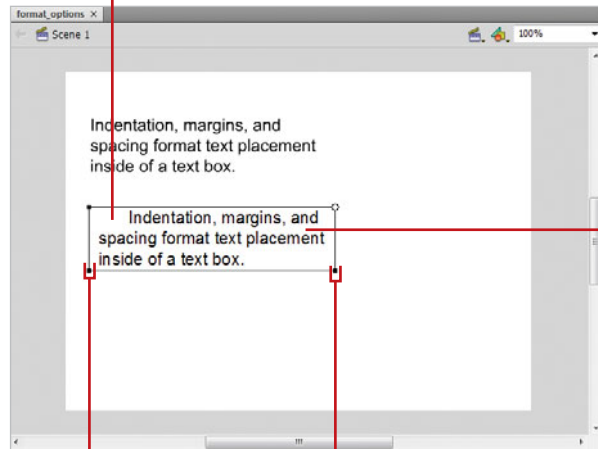 format_options ×
Scene 1
100%
Indentation, margins, and
spacing format text placement
inside of a text box.
Indentation, margins, and
spacing format text placement
inside of a text box.